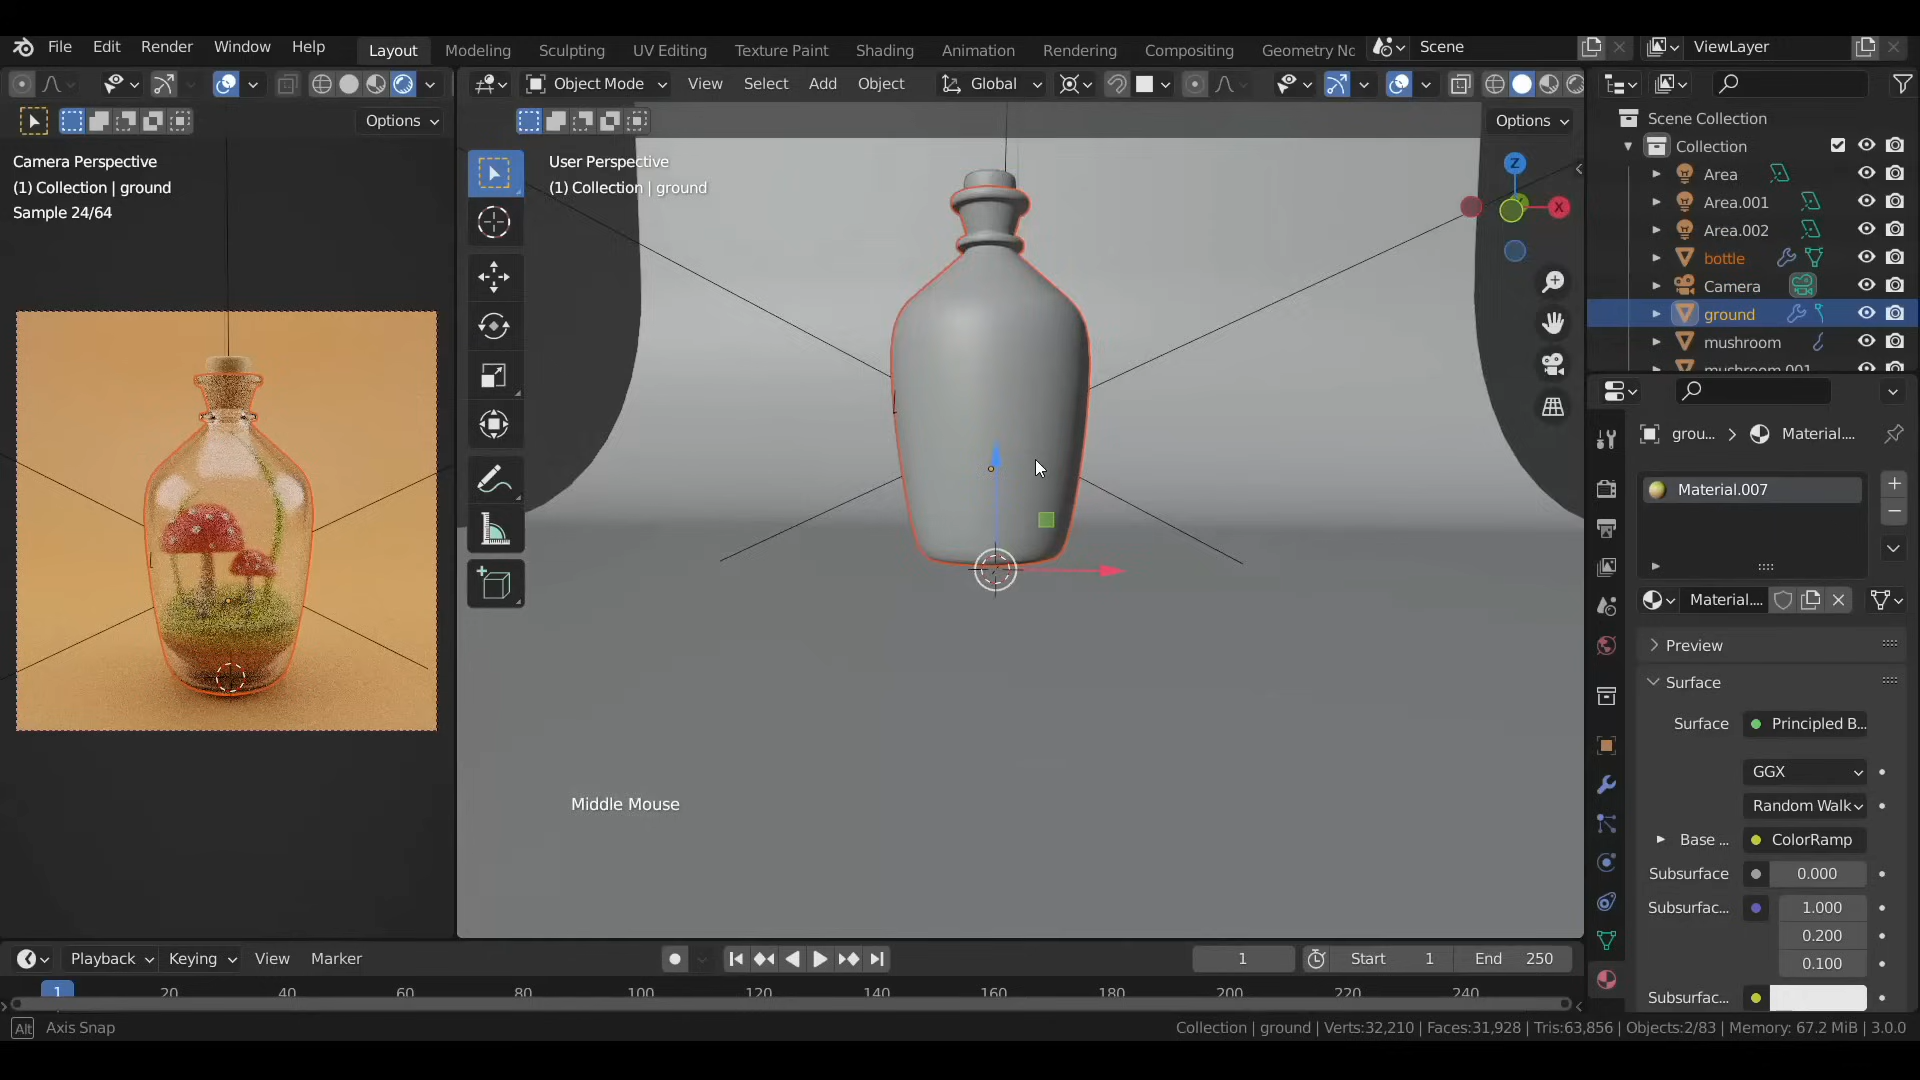 File Edit Render Window Help
Layout Modeling Sculpting UV Editing Texture Paint Shading Animation Rendering Compositing Geometry Nc
Scene
ViewLayer
Object Mode View Select Add Object
Global
Options
Options
Camera Perspective
(1) Collection | ground
Sample 24/64
User Perspective
(1) Collection | ground
Z
X
Middle Mouse
Scene Collection
Collection
Area
Area.001
Area.002
bottle
Camera
ground
mushroom
mushroom.001
grou...
Material....
Material.007
Material....
Preview
Surface
Surface Principled B...
GGX
Random Walk
Base ... ColorRamp
Subsurface 0.000
Subsurfac... 1.000
0.200
0.100
Subsurfac...
Playback Keying View Marker
1
Start 1
End 250
1 20 40 60 80 100 120 140 160 180 200 220 240
Alt Axis Snap
Collection | ground | Verts:32,210 | Faces:31,928 | Tris:63,856 | Objects:2/83 | Memory: 67.2 MiB | 3.0.0